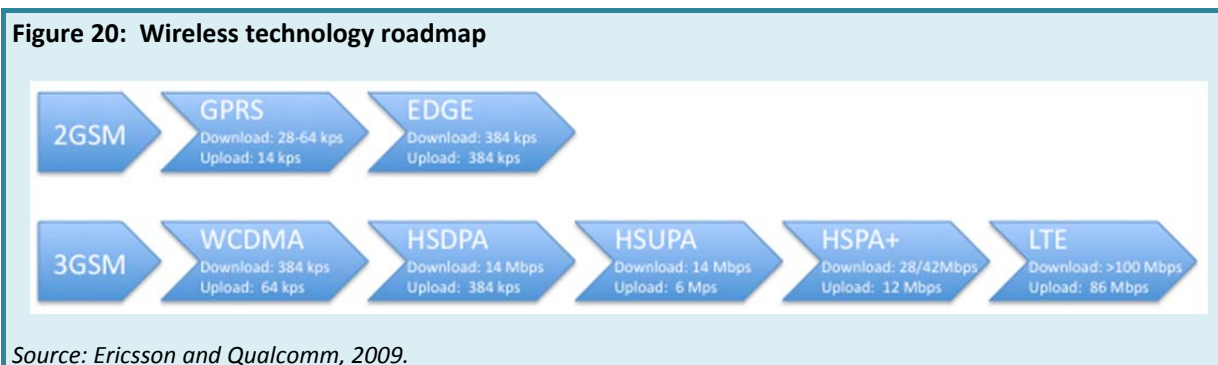 Figure 20:  Wireless technology roadmap
2GSM
GPRS
Download: 28-64 kps
Upload: 14 kps
EDGE
Download: 384 kps
Upload:  384 kps
3GSM
WCDMA
Download: 384 kps
Upload:  64 kps
HSDPA
Download: 14 Mbps
Upload:  384 kps
HSUPA
Download: 14 Mbps
Upload:  6 Mps
HSPA+
Download: 28/42Mbps
Upload:  12 Mbps
LTE
Download: >100 Mbps
Upload:  86 Mbps
Source: Ericsson and Qualcomm, 2009.